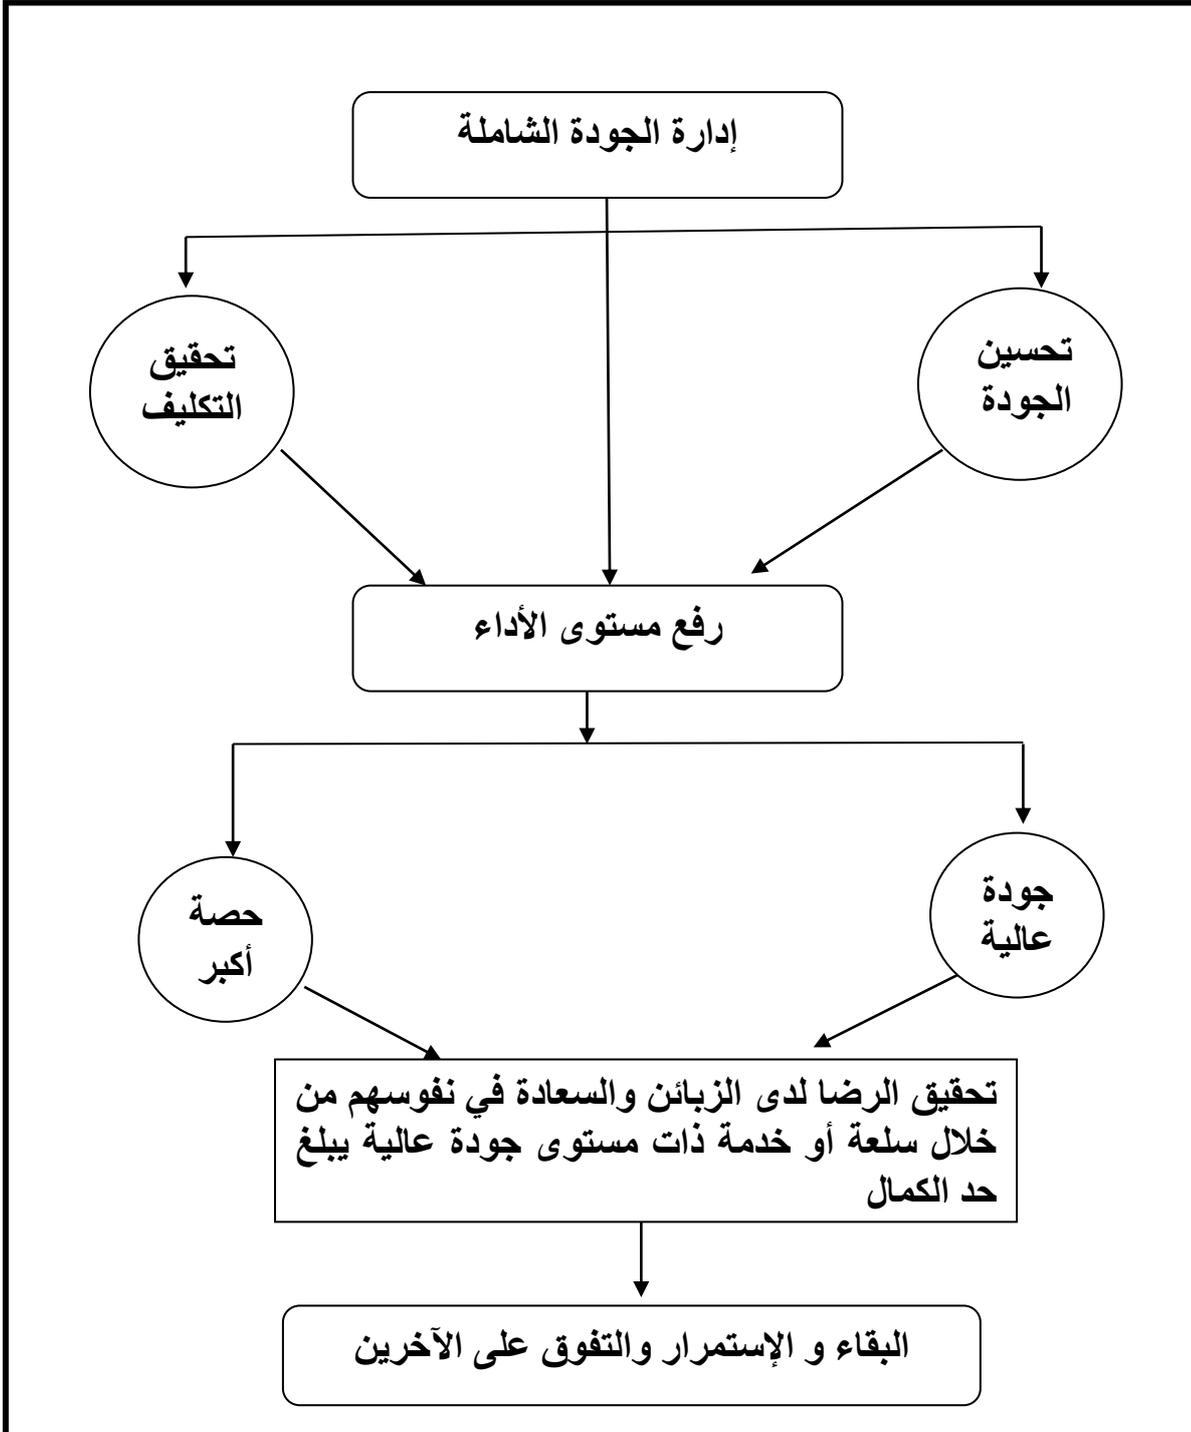 إدارة الجودة الشاملة
تحسين
الجودة
تحقيق
التكليف
رفع مستوى الأداء
جودة
عالية
حصة
أكبر
تحقيق الرضا لدى الزبائن والسعادة في نفوسهم من
خلال سلعة أو خدمة ذات مستوى جودة عالية يبلغ
حد الكمال
البقاء و الإستمرار والتفوق على الآخرين